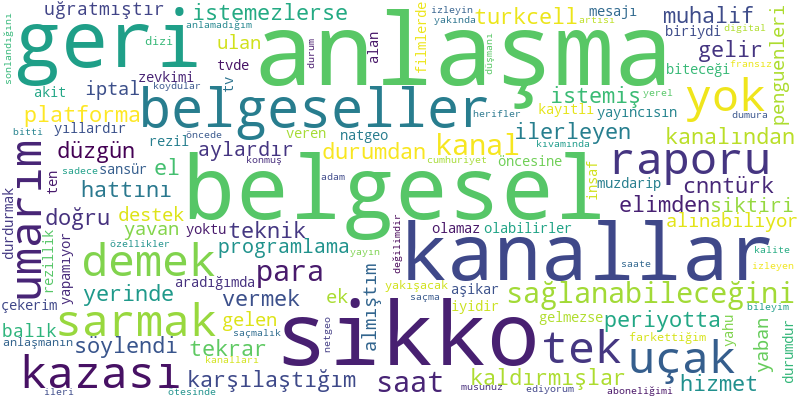 uğratmıştır
istemezlerse
filmlerde
turkcell
mesajı
muhalif
sonlandığını
anlamadığım
geri
anlaşma
ulan
durum
alan
izleyin
yakında
artisi
biriydi
digital
fransız
dizi
tvde
düşmanı
gelir
biteceği
penguenleri
zevkimi
koydular
tv
iptal
akit
belgeseller
istemiş
yok
yerel
platforma
yıllardır
kayıtlı
yayıncısın
dumura
bitti
rezil
öncede
veren
natgeo
herifler
kanal
ilerleyen
kanalından
umarım
düzgün
sadece
sansür
aylardır
durumdan
kıvamında
el
konmuş
cumhuriyet
öncesine
raporu
ten
hattını
belgesel
adam
insaf
muzdarip
cnntürk
durdurmak
doğru
destek
yavan
yoktu
teknik
elimden
siktiri
alınabiliyor
rezillik
yapamıyor
özellikler
programlama
yayın
değilimdir
olamaz
olabilirler
kanallar
kalite
demek
para
aradığımda
almıştım
yakışacak
saçma
aşikar
saate
izleyen
çekerim
yerinde
vermek
ek
iyidir
sağlanabileceğini
bileyim
balık
sarmak
gelen
saçmalık
sikko
netgeo
gelmezse
periyotta
anlaşmanın
söylendi
tekrar
tek
uçak
farkettiğim
yahu
yaban
durumdur
kanalları
kazası
karşılaştığım
saat
kaldırmışlar
hizmet
ileri
ötesinde
musunuz
ediyorum
aboneliğimi